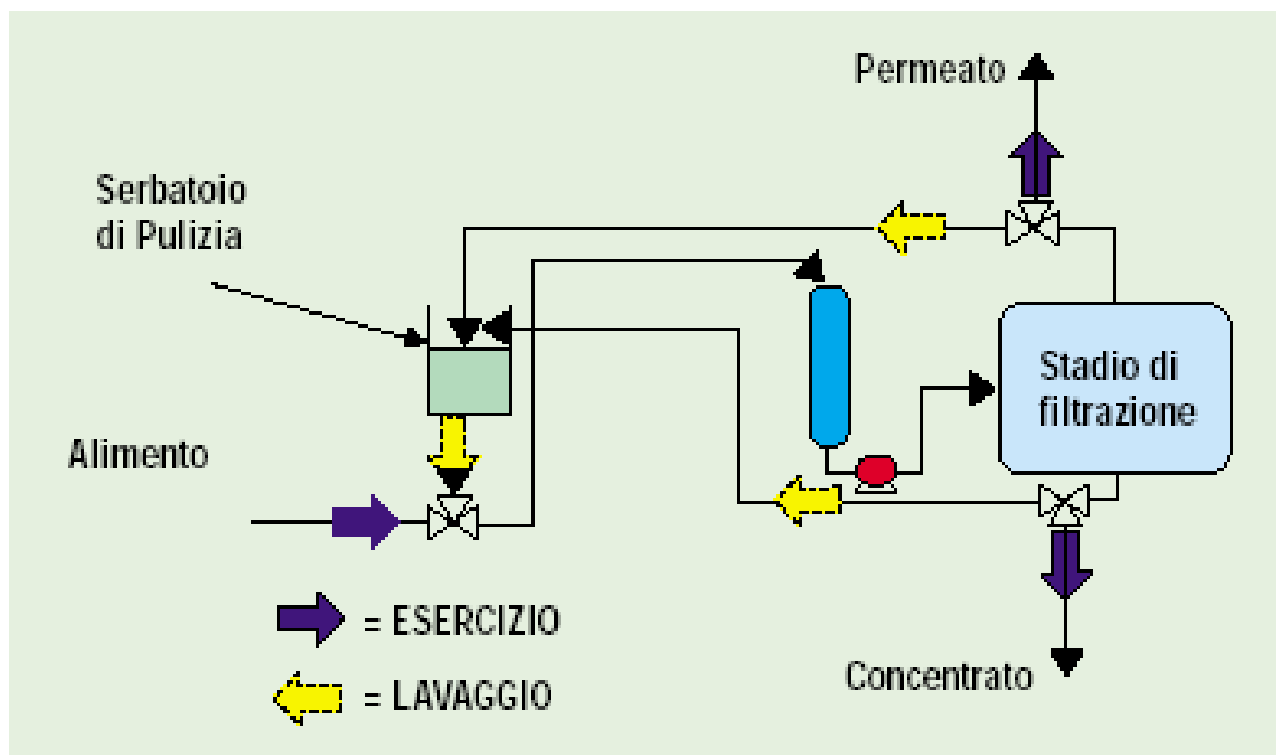 Permeato
Serbatoio
di Pulizia
Stadio di
filtrazione
Alimento
= ESERCIZIO
Concentrato
= LAVAGGIO